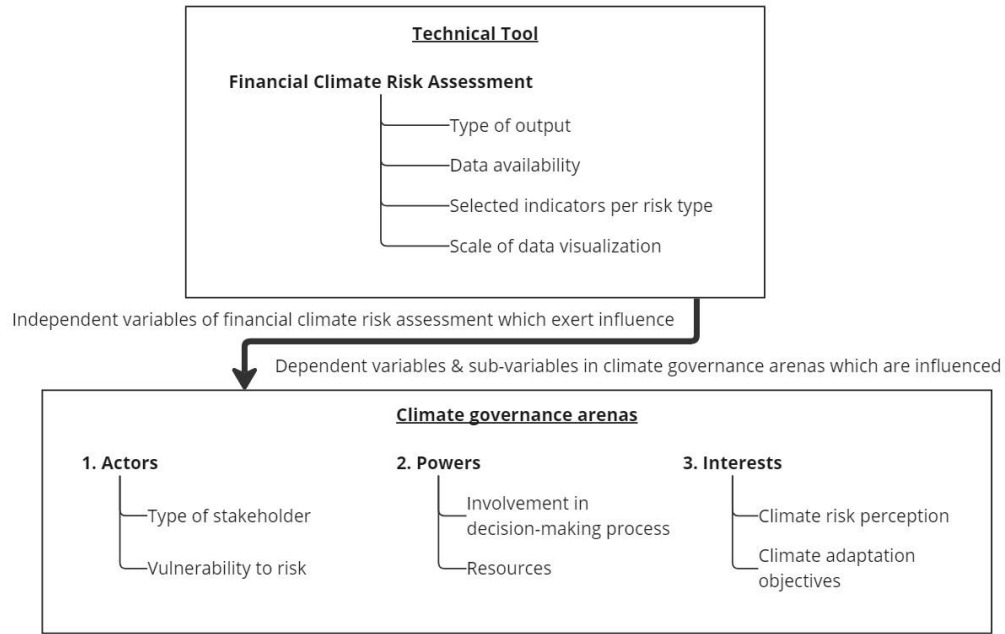 Technical Tool
Financial Climate Risk Assessment
Type of output
Data availability
Selected indicators per risk type
Scale of data visualization
Independent variables of financial climate risk assessment which exert influence
Dependent variables & sub-variables in climate governance arenas which are influenced
Climate governance arenas
1. Actors
Type of stakeholder
Vulnerability to risk
2. Powers
Involvement in
decision-making process
Resources
3. Interests
Climate risk perception
Climate adaptation
objectives